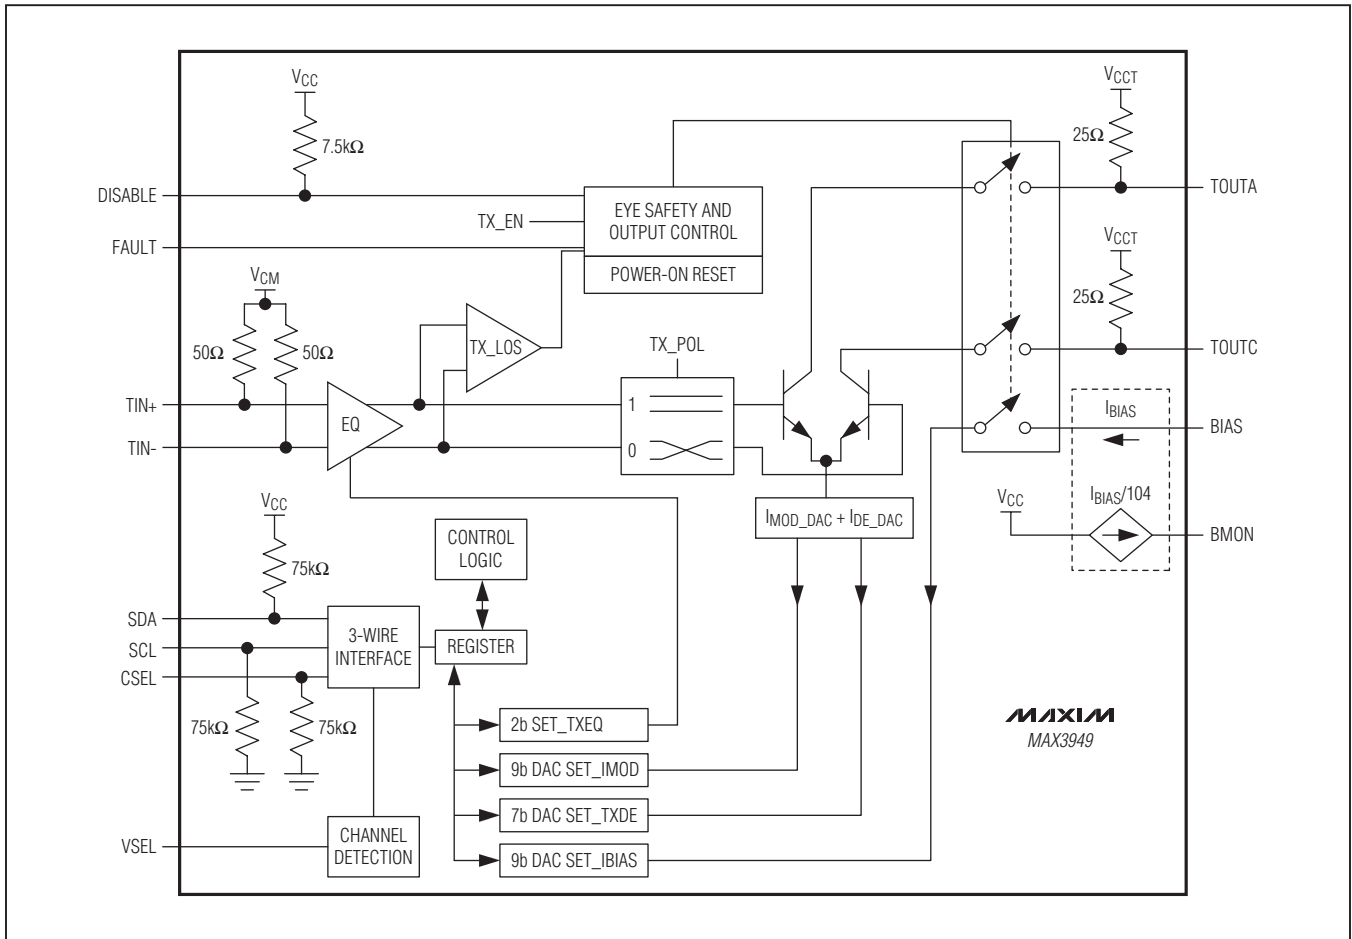 VCC
7.5kΩ
DISABLE
FAULT
TX_EN
EYE SAFETY AND
OUTPUT CONTROL
POWER-ON RESET
VCCT
25Ω
TOUTA
VCCT
25Ω
TOUTC
VCM
50Ω
50Ω
TX_LOS
TX_POL
TIN+
TIN-
EQ
1
0
IBIAS
BIAS
VCC
IBIAS/104
BMON
IMOD_DAC + IDE_DAC
VCC
75kΩ
CONTROL
LOGIC
SDA
SCL
CSEL
3-WIRE
INTERFACE
REGISTER
75kΩ
75kΩ
2b SET_TXEQ
9b DAC SET_IMOD
7b DAC SET_TXDE
9b DAC SET_IBIAS
VSEL
CHANNEL
DETECTION
MAXIM
MAX3949